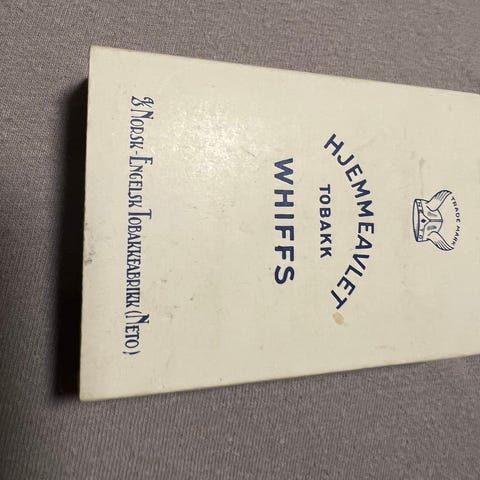 TRADE MARK
HJEMMEAVLET
TOBAKK
WHIFFS
A/S NORSK-ENGELSK TOBAKKFABRIKK (NETO)